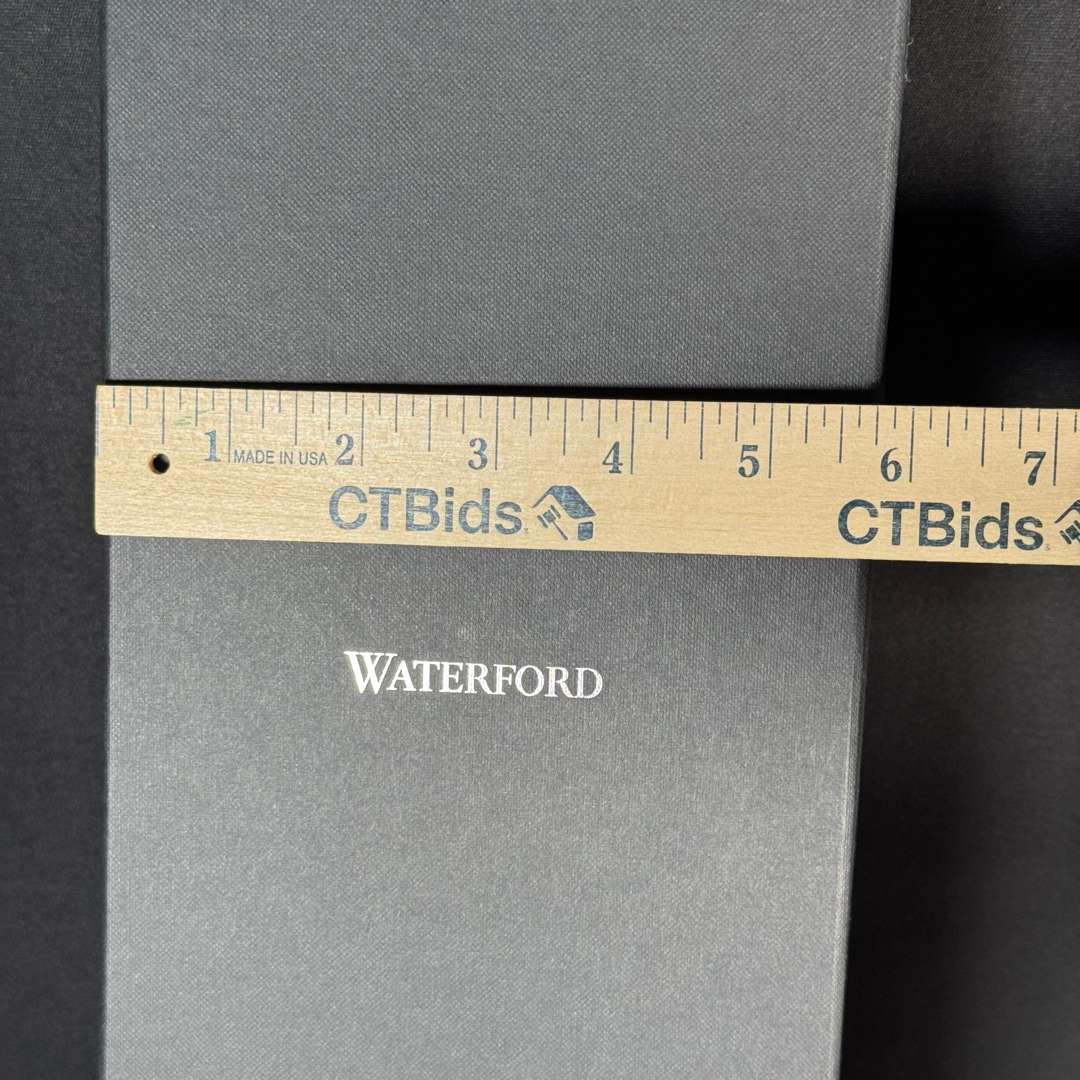 1 2 3 4 5 6 7
MADE IN USA
CTBids CTBids
WATERFORD